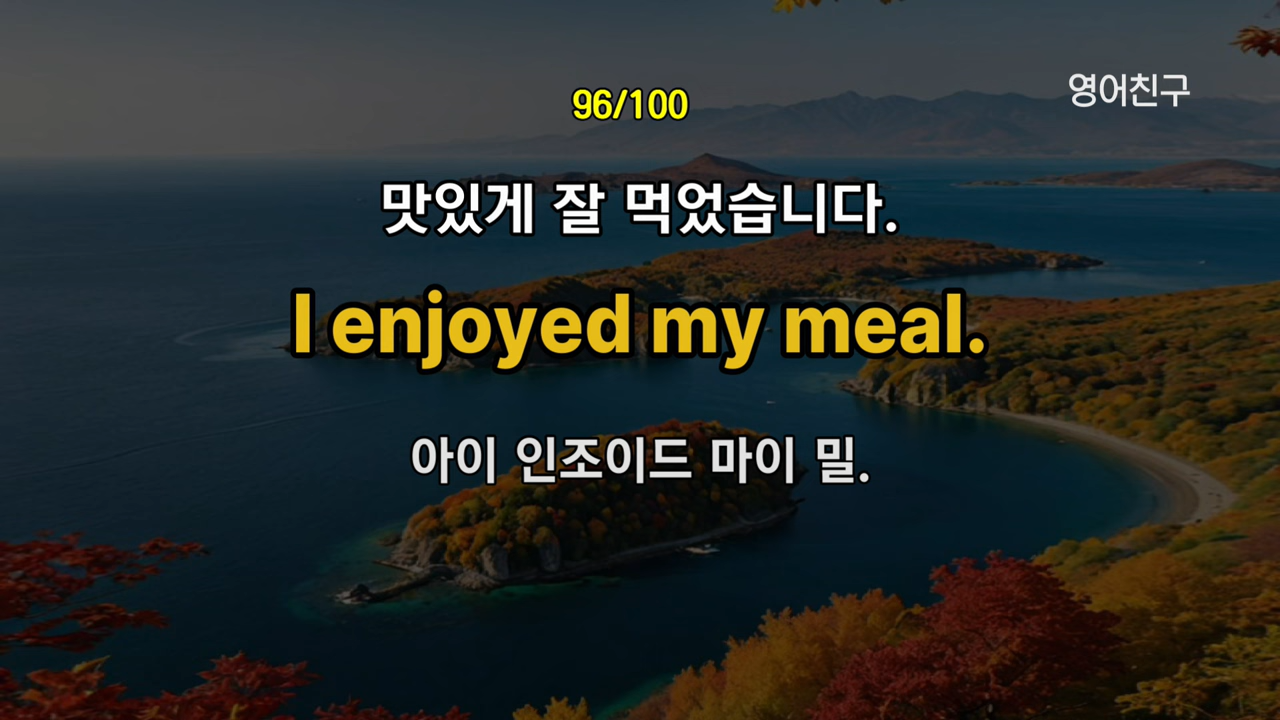 영어친구
96/100
맛있게 잘 먹었습니다.
I enjoyed my meal.
아이 인조이드 마이 밀.